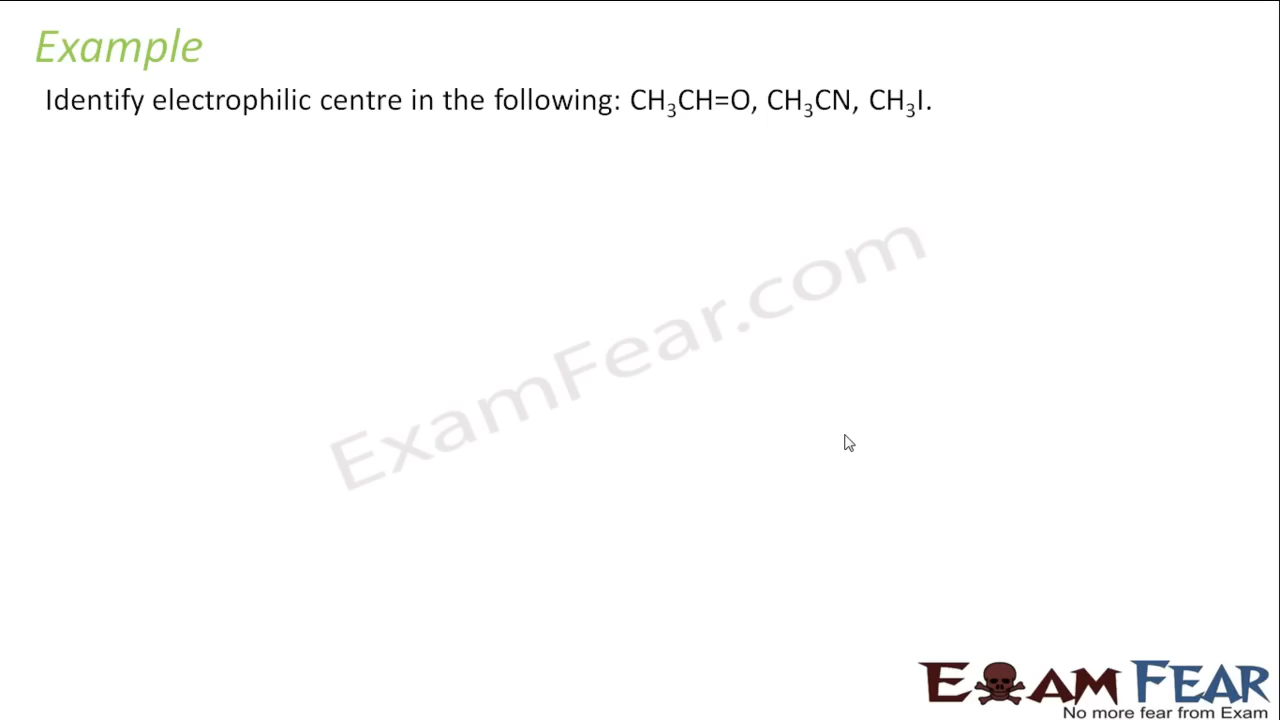 Example
Identify electrophilic centre in the following: CH₃CH=O, CH₃CN, CH₃I.
ExamFear.com
EXAM FEAR
No more fear from Exam